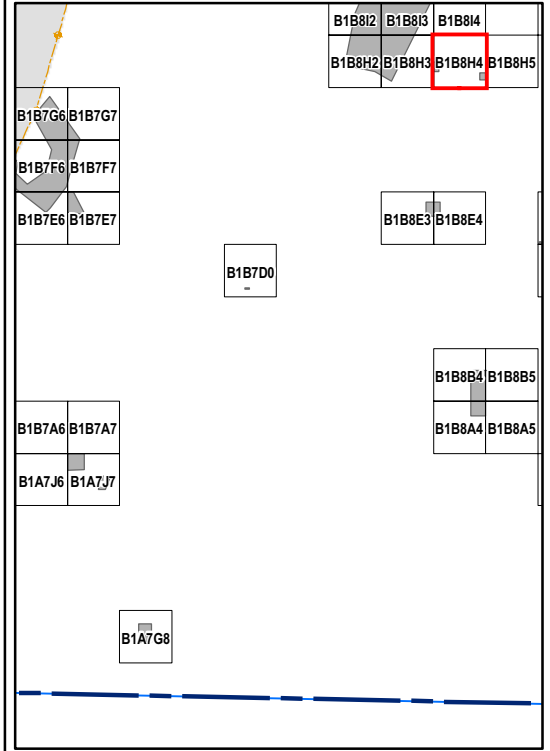 B1B8I2 B1B8I3 B1B8I4
B1B8H2 B1B8H3 B1B8H4 B1B8H5
B1B7G6 B1B7G7
B1B7F6 B1B7F7
B1B7E6 B1B7E7 B1B8E3 B1B8E4
B1B7D0
B1B8B4 B1B8B5
B1B7A6 B1B7A7 B1B8A4 B1B8A5
B1A7J6 B1A7J7
B1A7G8